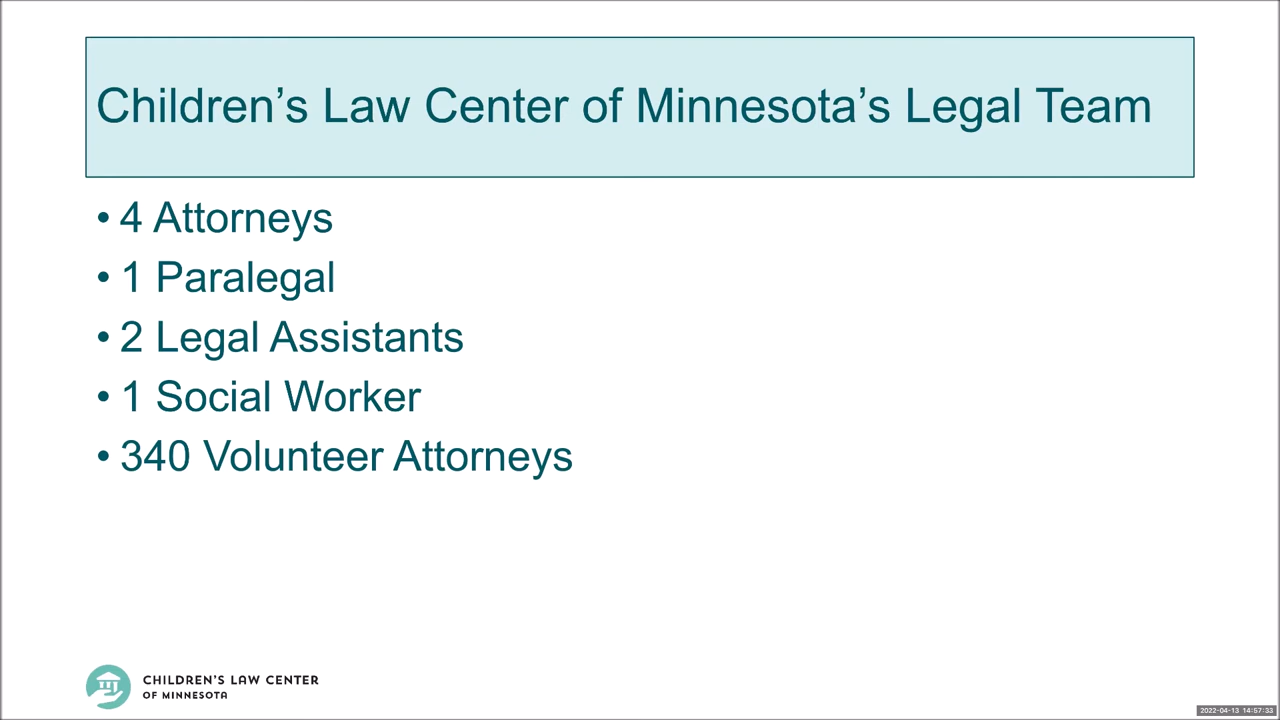 Children’s Law Center of Minnesota’s Legal Team
• 4 Attorneys
• 1 Paralegal
• 2 Legal Assistants
• 1 Social Worker
• 340 Volunteer Attorneys
CHILDREN’S LAW CENTER
OF MINNESOTA
2022-04-13 14:57:33